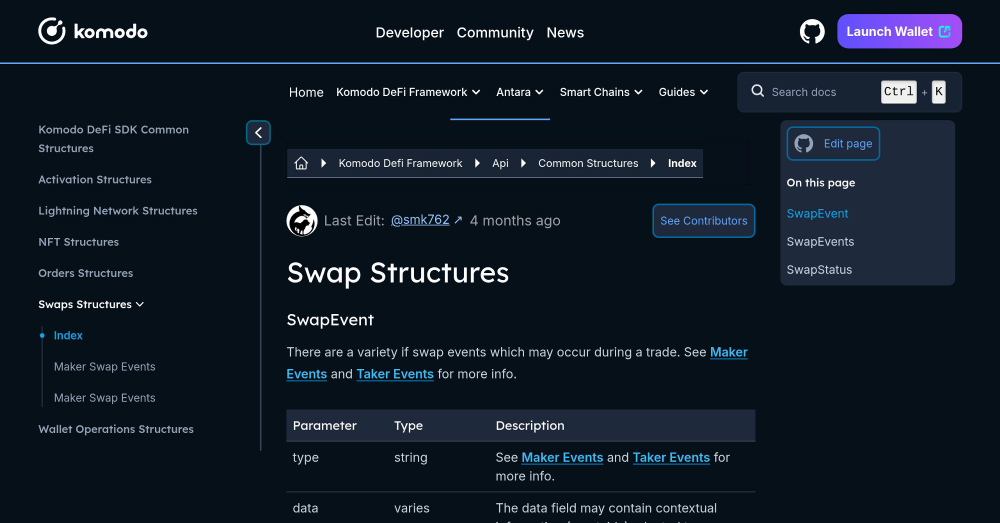 komodo
Developer Community News
Launch Wallet
Home Komodo DeFi Framework Antara Smart Chains Guides
Search docs Ctrl + K
Komodo DeFi SDK Common
Structures
Activation Structures
Lightning Network Structures
NFT Structures
Orders Structures
Swaps Structures
Index
Maker Swap Events
Maker Swap Events
Wallet Operations Structures
Komodo Defi Framework Api Common Structures Index
Last Edit: @smk762 ↗ 4 months ago
See Contributors
Swap Structures
SwapEvent
There are a variety if swap events which may occur during a trade. See Maker
Events and Taker Events for more info.
Parameter Type Description
type string See Maker Events and Taker Events for
more info.
data varies The data field may contain contextual
Edit page
On this page
SwapEvent
SwapEvents
SwapStatus